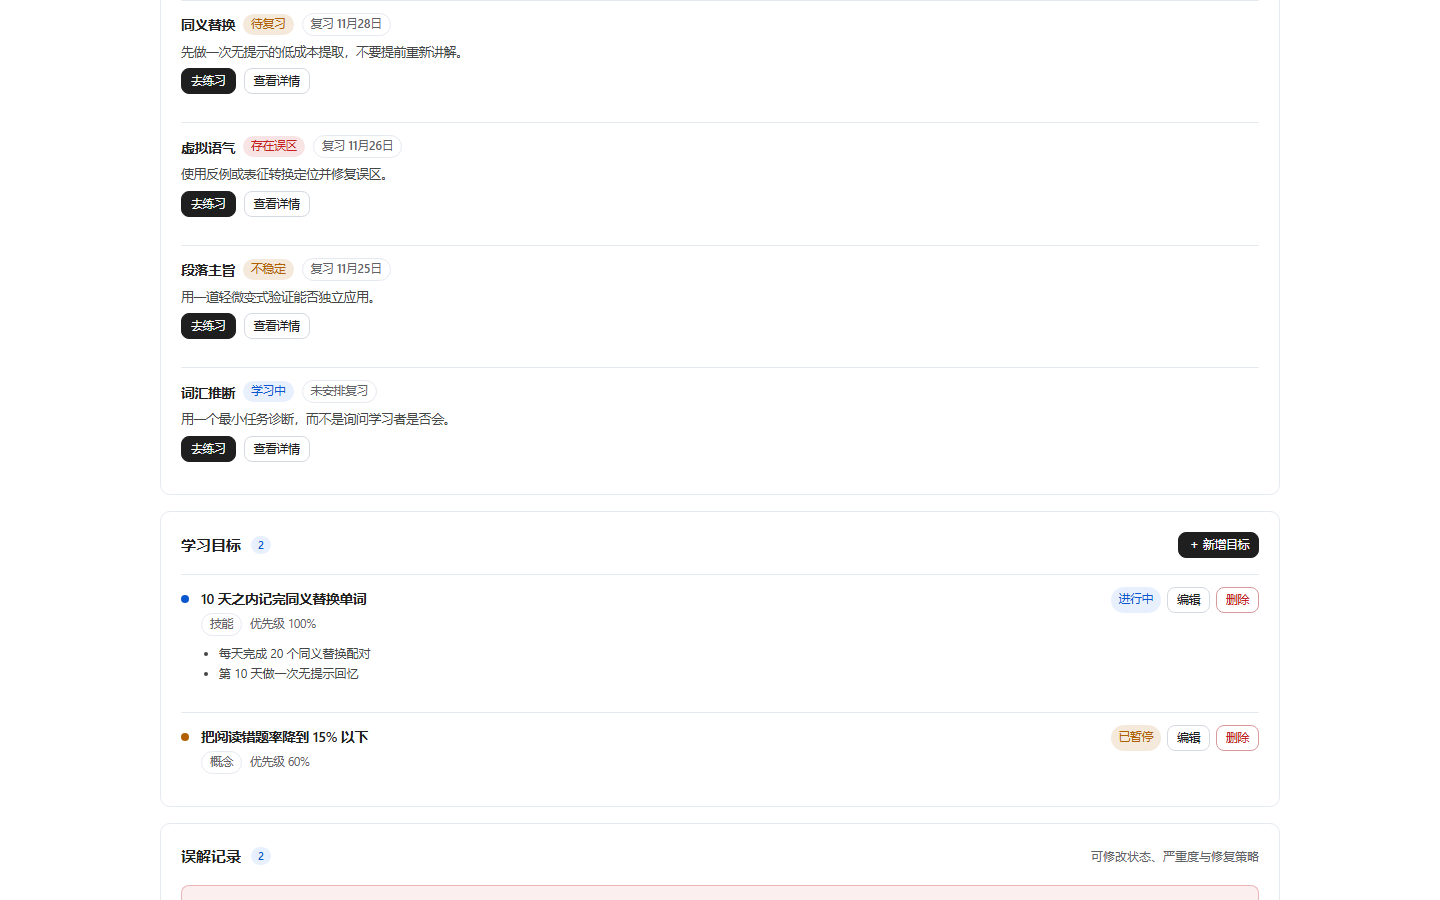 同义替换 待复习 复习 11月28日
先做一次无提示的低成本提取，不要提前重新讲解。
去练习 查看详情
虚拟语气 存在误区 复习 11月26日
使用反例或表征转换定位并修复误区。
去练习 查看详情
段落主旨 不稳定 复习 11月25日
用一道轻微变式验证能否独立应用。
去练习 查看详情
词汇推断 学习中 未安排复习
用一个最小任务诊断，而不是询问学习者是否会。
去练习 查看详情
学习目标 2 + 新增目标
10 天之内记完同义替换单词 进行中 编辑 删除
技能 优先级 100%
• 每天完成 20 个同义替换配对
• 第 10 天做一次无提示回忆
把阅读错题率降到 15% 以下 已暂停 编辑 删除
概念 优先级 60%
误解记录 2 可修改状态、严重度与修复策略